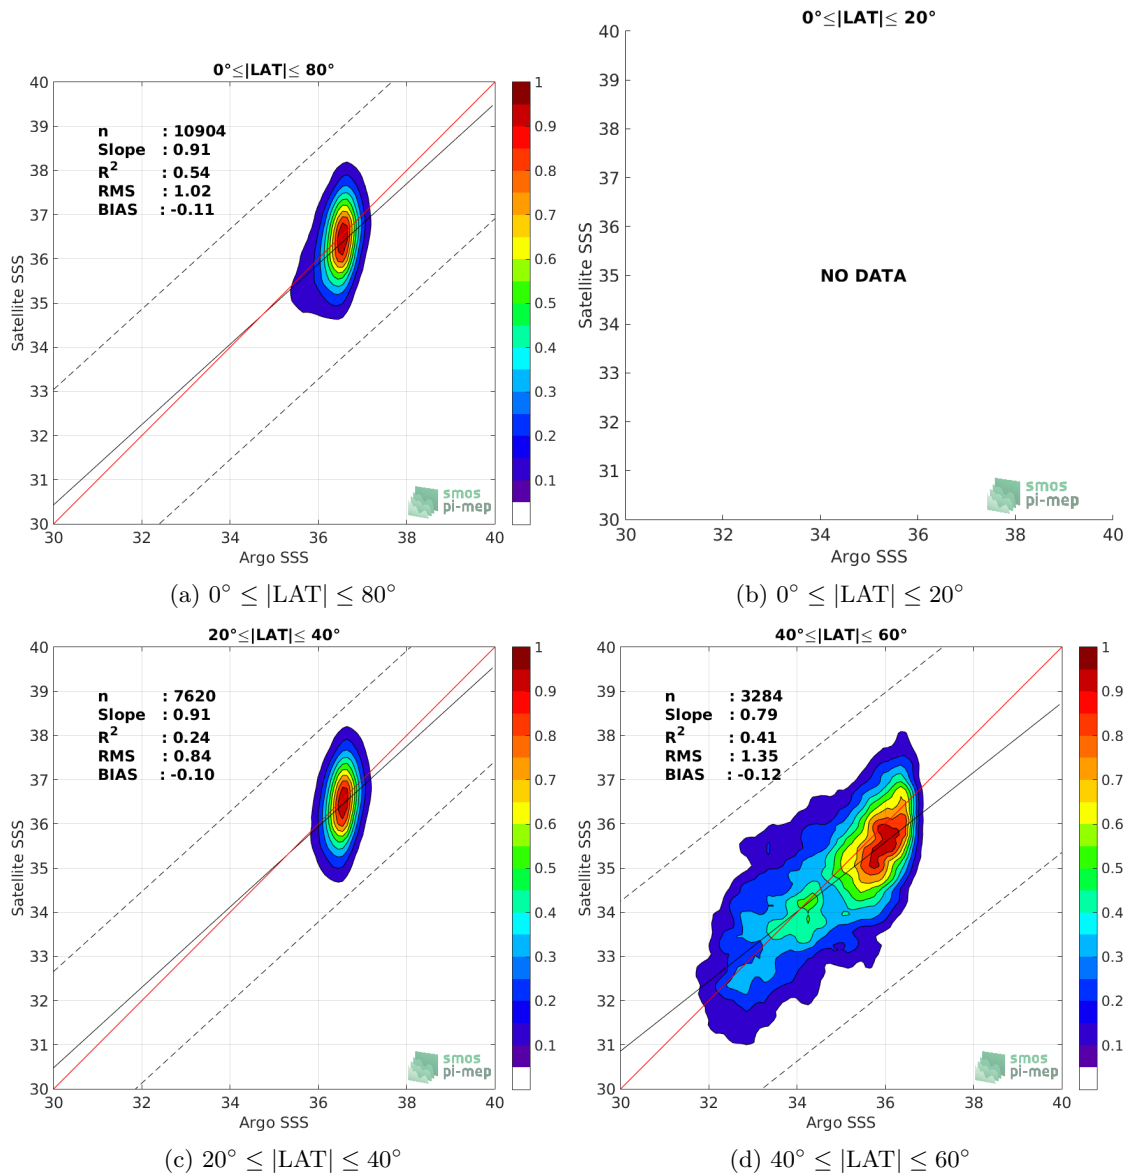 0°≤|LAT|≤ 80°
40
39
38
37
36
35
34
33
32
31
30
Satellite SSS
n : 10904
Slope : 0.91
R² : 0.54
RMS : 1.02
BIAS : -0.11
1
0.9
0.8
0.7
0.6
0.5
0.4
0.3
0.2
0.1
smos
pi-mep
30 32 34 36 38 40
Argo SSS
(a) 0° ≤ |LAT| ≤ 80°
0°≤|LAT|≤ 20°
40
39
38
37
36
35
34
33
32
31
30
Satellite SSS
NO DATA
smos
pi-mep
30 32 34 36 38 40
Argo SSS
(b) 0° ≤ |LAT| ≤ 20°
20°≤|LAT|≤ 40°
40
39
38
37
36
35
34
33
32
31
30
Satellite SSS
n : 7620
Slope : 0.91
R² : 0.24
RMS : 0.84
BIAS : -0.10
1
0.9
0.8
0.7
0.6
0.5
0.4
0.3
0.2
0.1
smos
pi-mep
30 32 34 36 38 40
Argo SSS
(c) 20° ≤ |LAT| ≤ 40°
40°≤|LAT|≤ 60°
40
39
38
37
36
35
34
33
32
31
30
Satellite SSS
n : 3284
Slope : 0.79
R² : 0.41
RMS : 1.35
BIAS : -0.12
1
0.9
0.8
0.7
0.6
0.5
0.4
0.3
0.2
0.1
smos
pi-mep
30 32 34 36 38 40
Argo SSS
(d) 40° ≤ |LAT| ≤ 60°